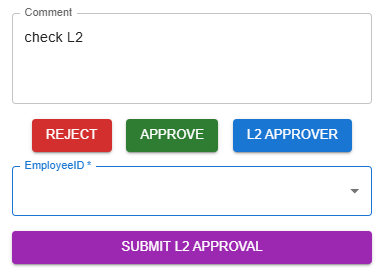 Comment
check L2
REJECT APPROVE L2 APPROVER
EmployeeID *
SUBMIT L2 APPROVAL